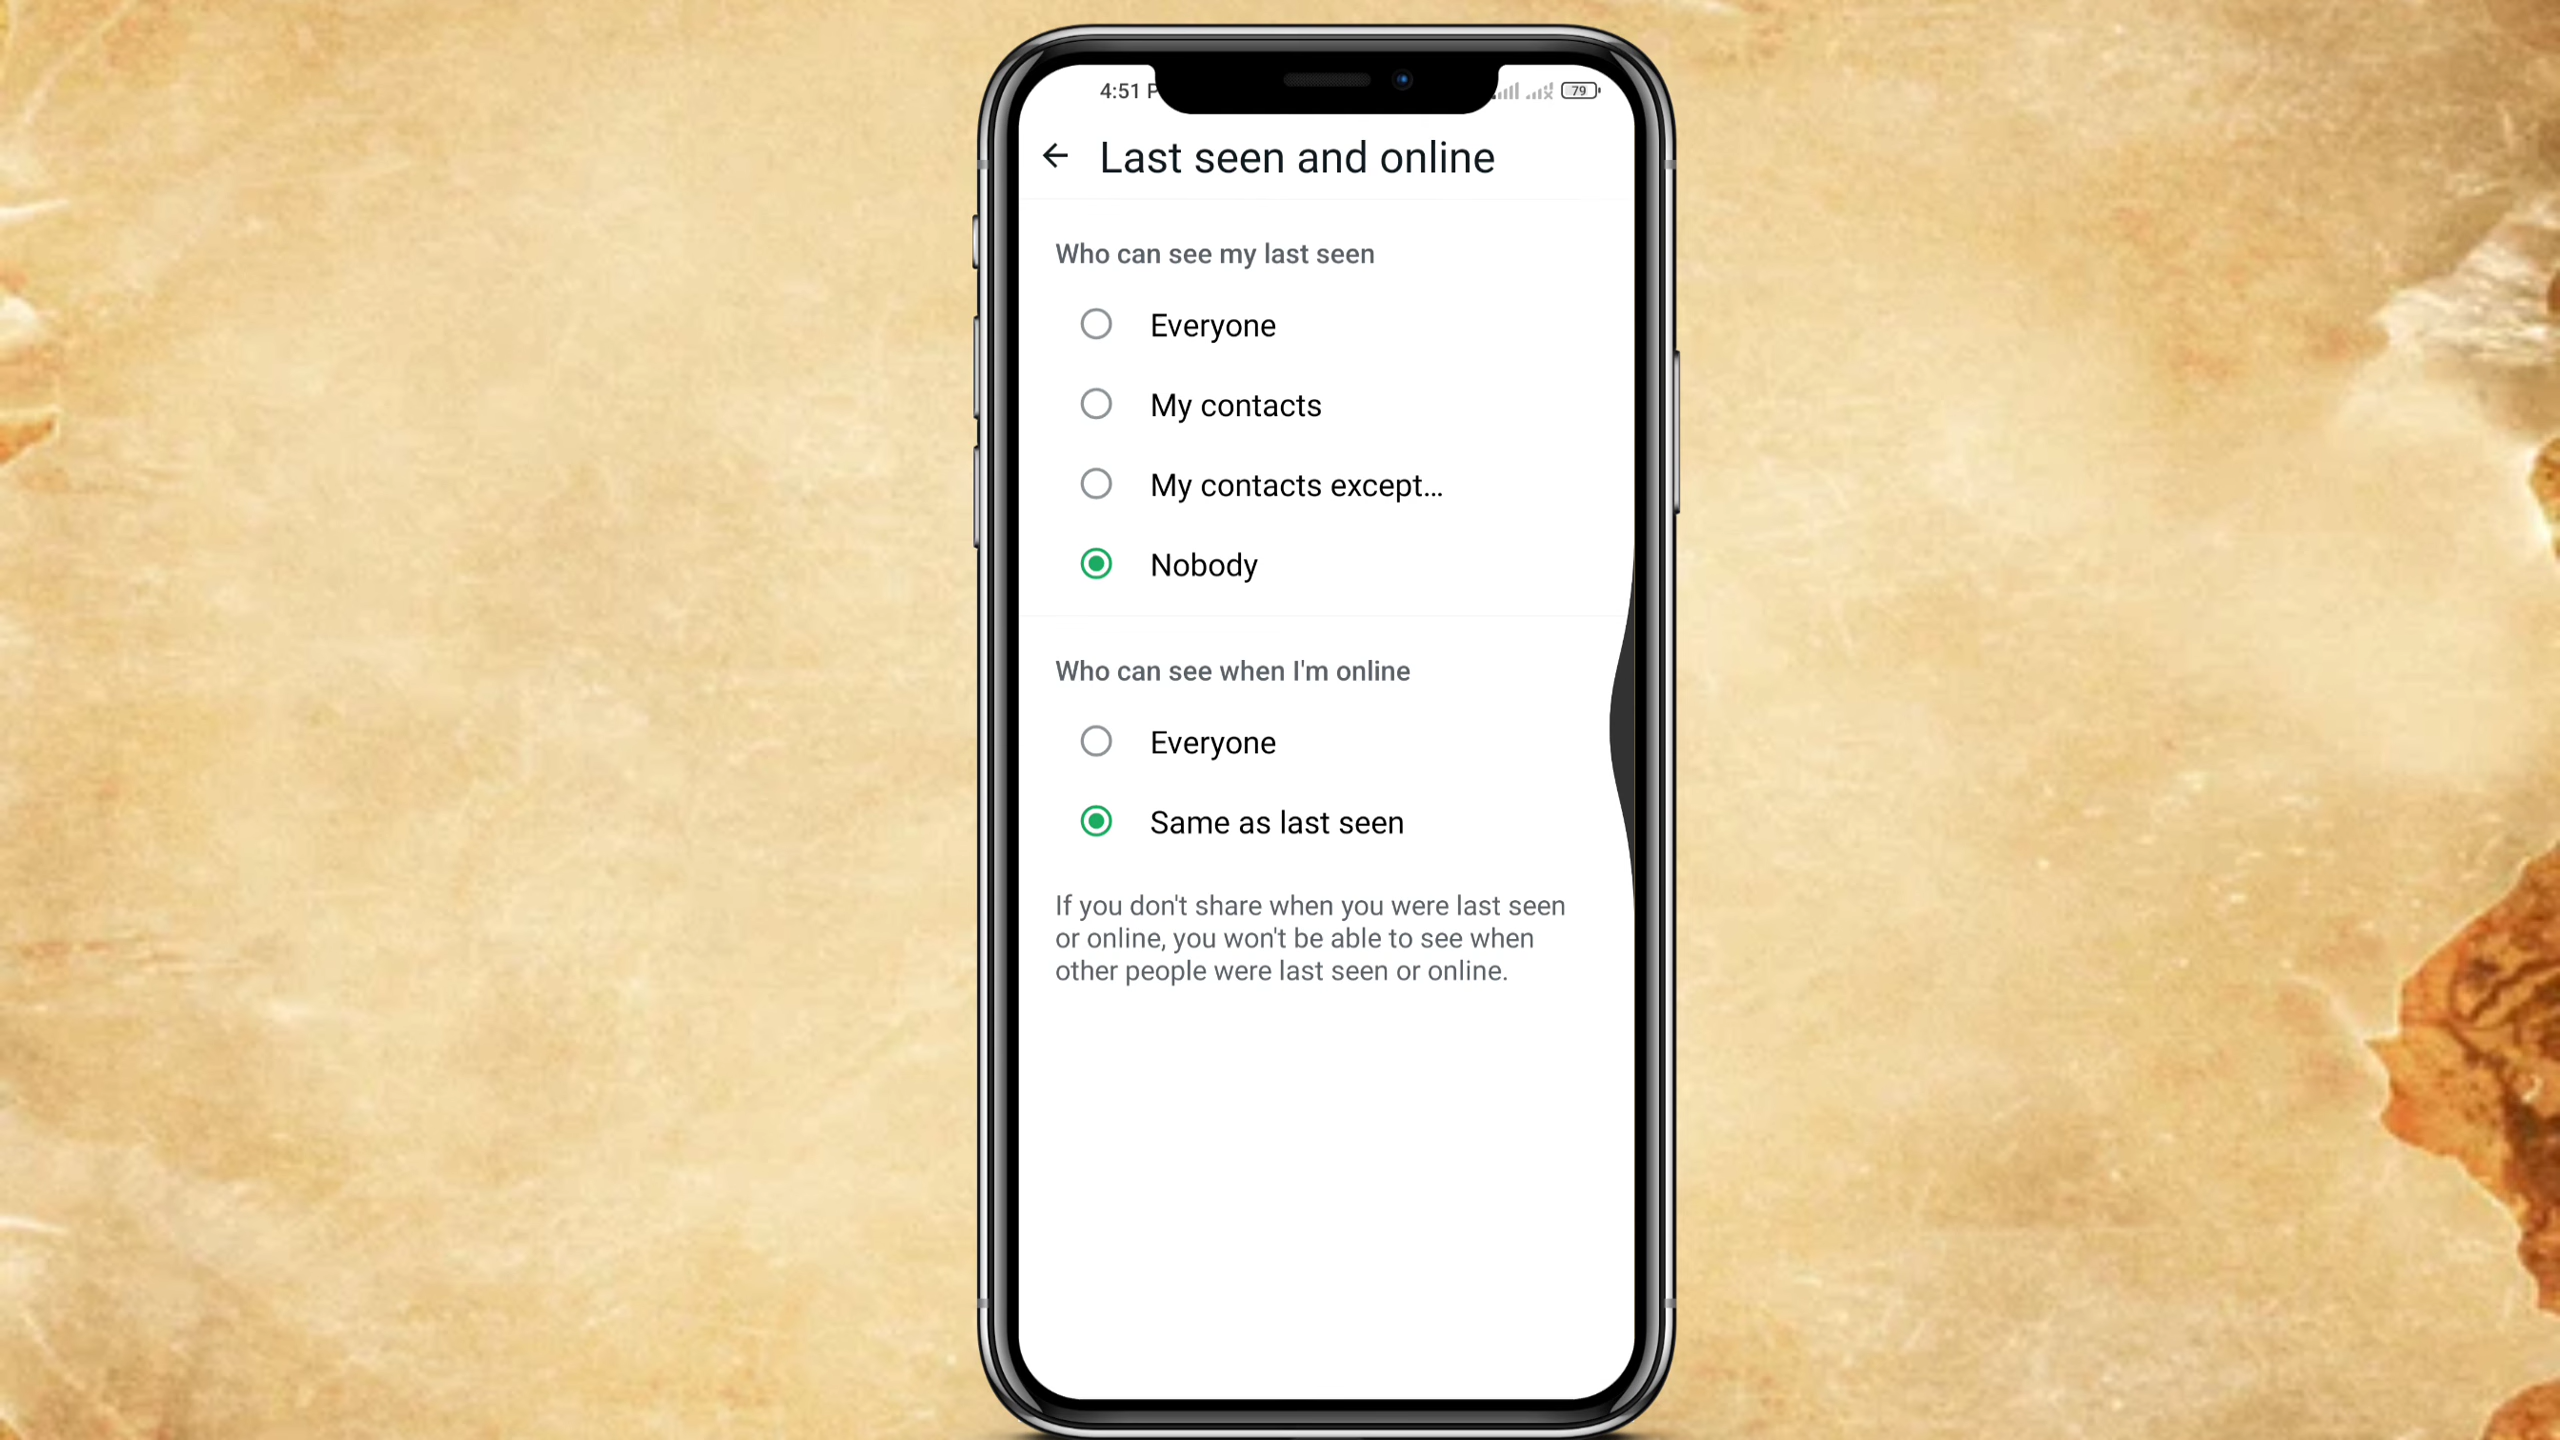 4:51 P
79
Last seen and online
Who can see my last seen
Everyone
My contacts
My contacts except...
Nobody
Who can see when I'm online
Everyone
Same as last seen
If you don't share when you were last seen
or online, you won't be able to see when
other people were last seen or online.